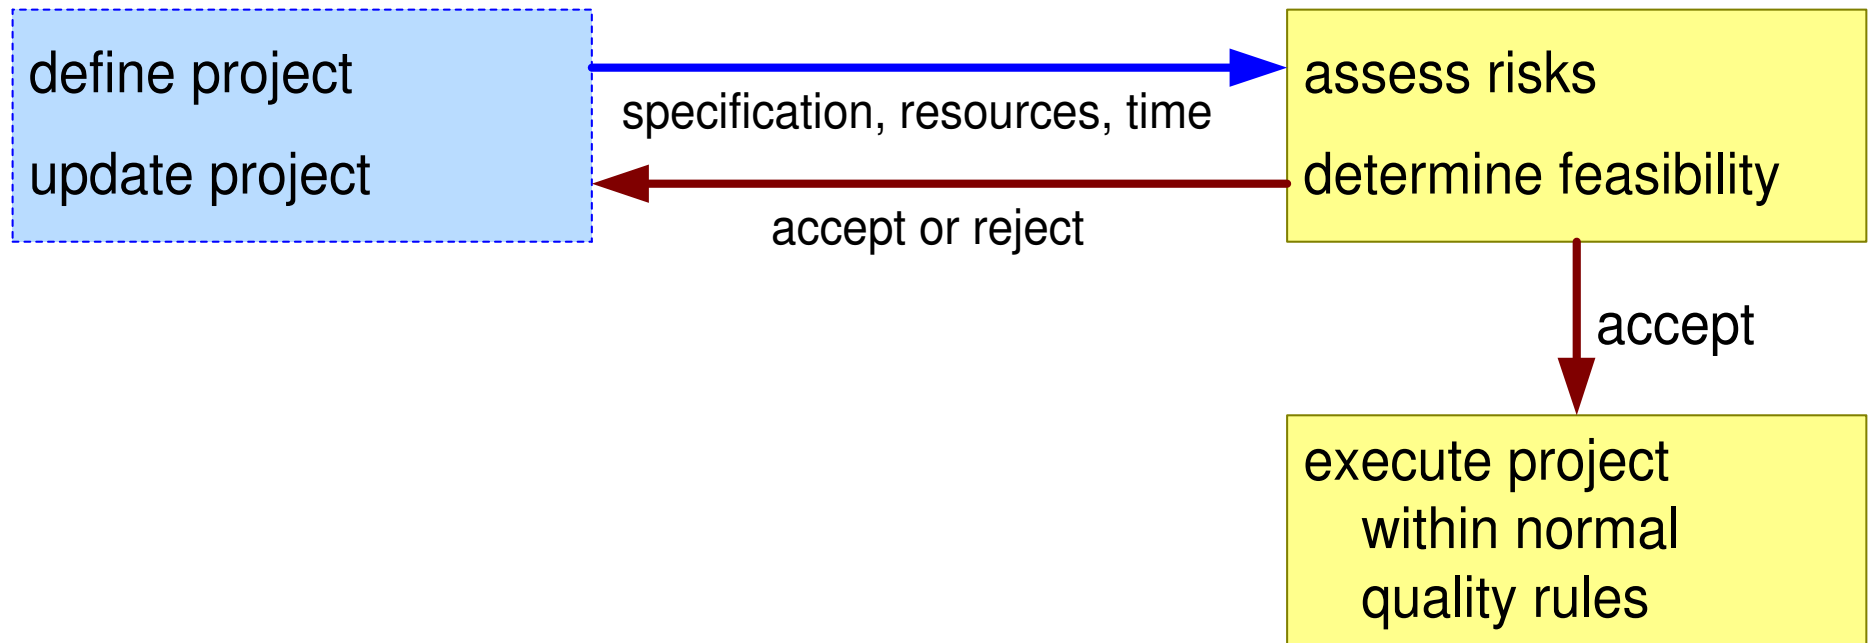 define project
update project
specification, resources, time
accept or reject
assess risks
determine feasibility
accept
execute project
within normal
quality rules